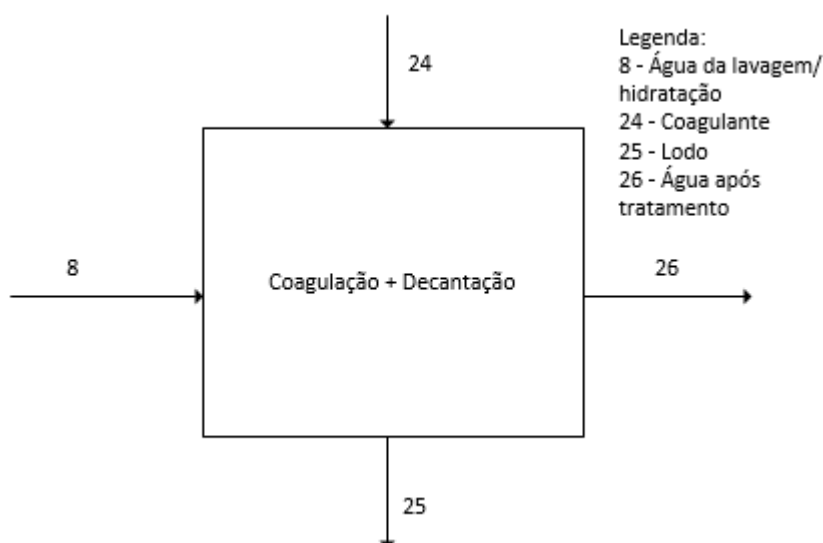 24
Legenda:
8 - Água da lavagem/
hidratação
24 - Coagulante
25 - Lodo
26 - Água após
tratamento
8
Coagulação + Decantação
26
25